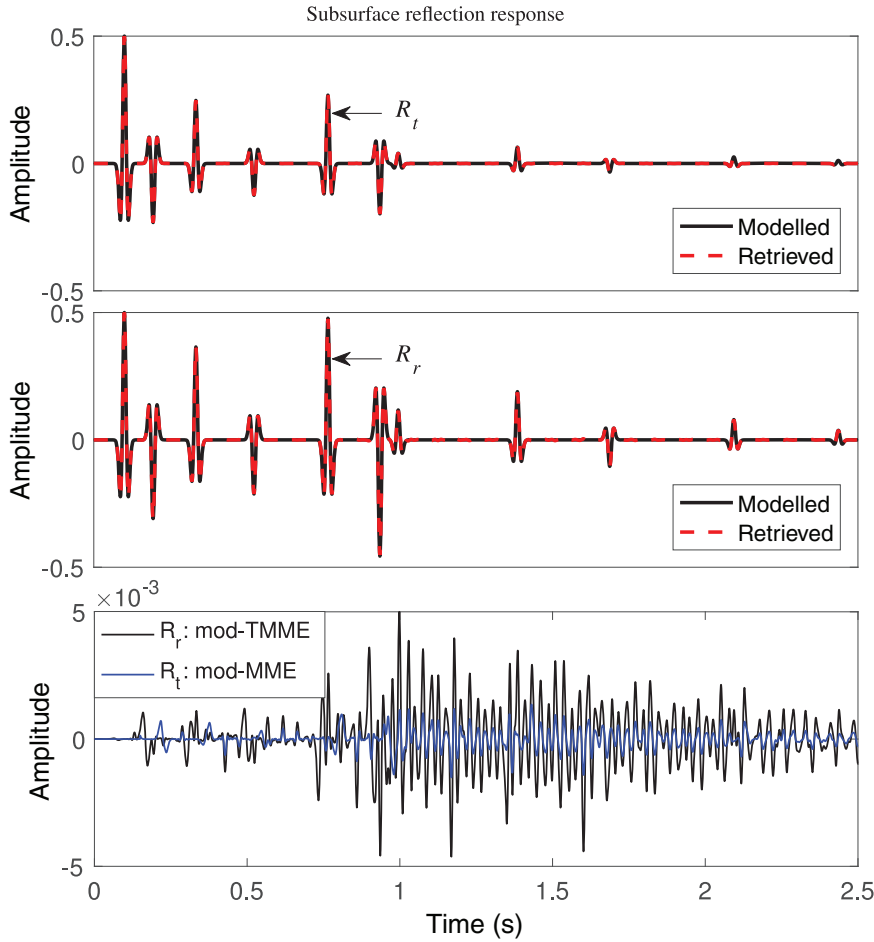 Subsurface reflection response
0.5
0
-0.5
Amplitude
R_t
Modelled
Retrieved
0.5
0
-0.5
Amplitude
R_r
Modelled
Retrieved
×10^-3
5
0
-5
Amplitude
R_r: mod-TMME
R_t: mod-MME
0 0.5 1 1.5 2 2.5
Time (s)